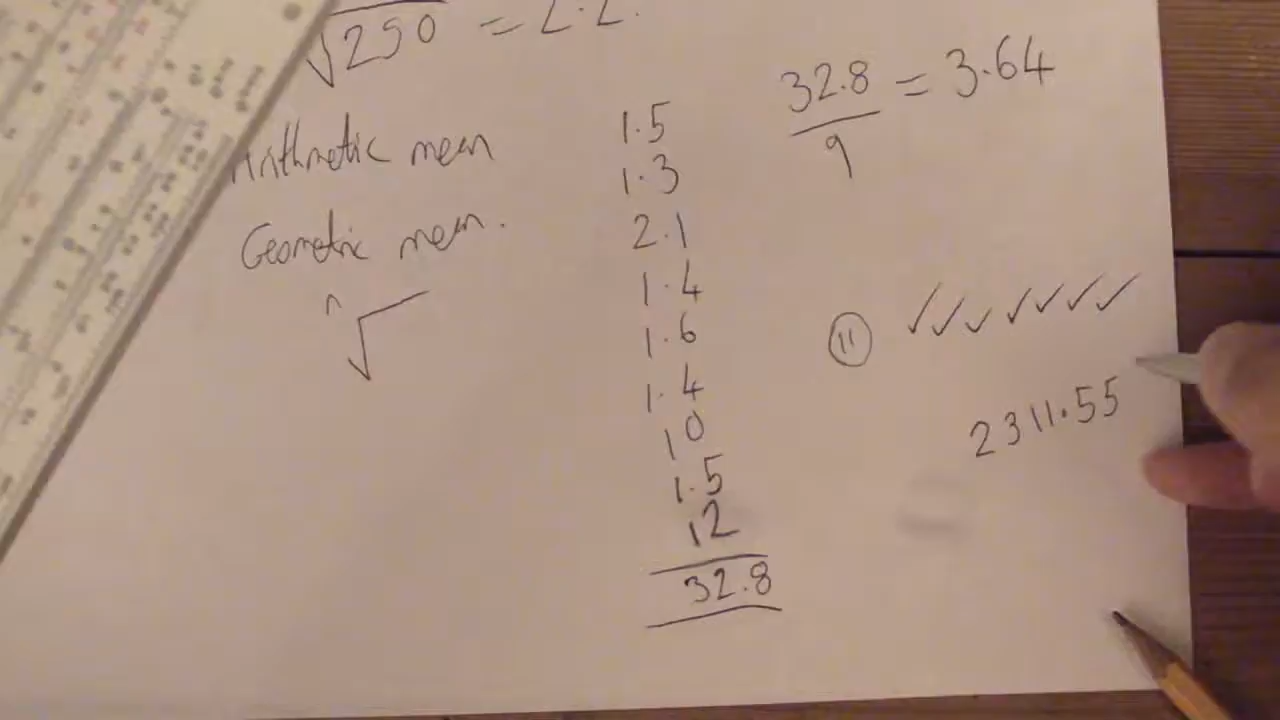 √250 = 2.2
Arithmetic mean
Geometric mean.
n√
1.5
1.3
2.1
1.4
1.6
1.4
10
1.5
12
32.8
32.8 / 9 = 3.64
11 ✓✓✓✓✓✓✓
2311.55